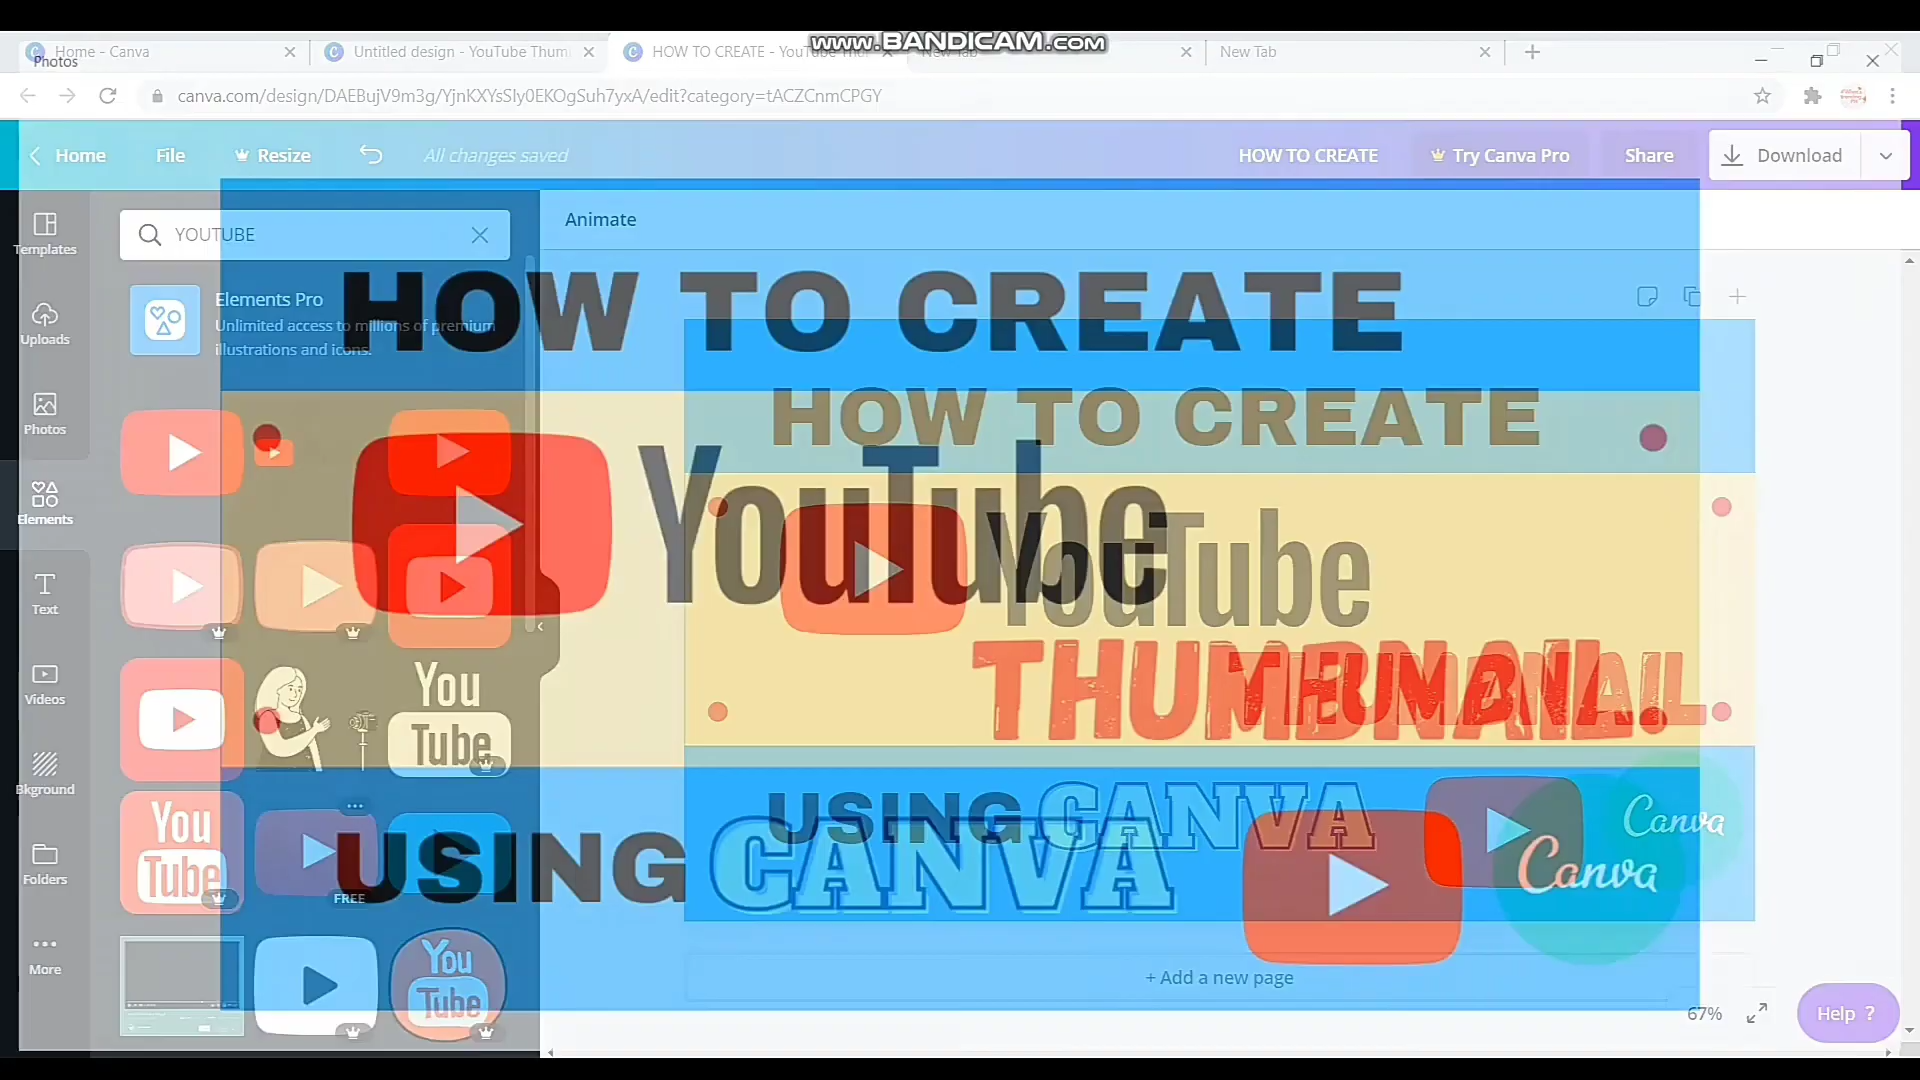 www.BANDICAM.com
Home - Canva
Untitled design - YouTube Thum
HOW TO CREATE - YouTube Thu
New Tab
New Tab
Photos
canva.com/design/DAEBujV9m3g/YjnKXYsSIy0EKOgSuh7yxA/edit?category=tACZCnmCPGY
Home
File
Resize
All changes saved
HOW TO CREATE
Try Canva Pro
Share
Download
Templates
YOUTUBE
Animate
Elements Pro
Unlimited access to millions of premium
illustrations and icons.
HOW TO CREATE
HOW TO CREATE
Uploads
Photos
Elements
YouTube
YouTube
Text
THUMBNAIL
THUMBNAIL
Videos
You
Tube
Bkground
USING CANVA
USING CANVA
Canva
Canva
You
Tube
FREE
Folders
More
You
Tube
+ Add a new page
67%
Help ?